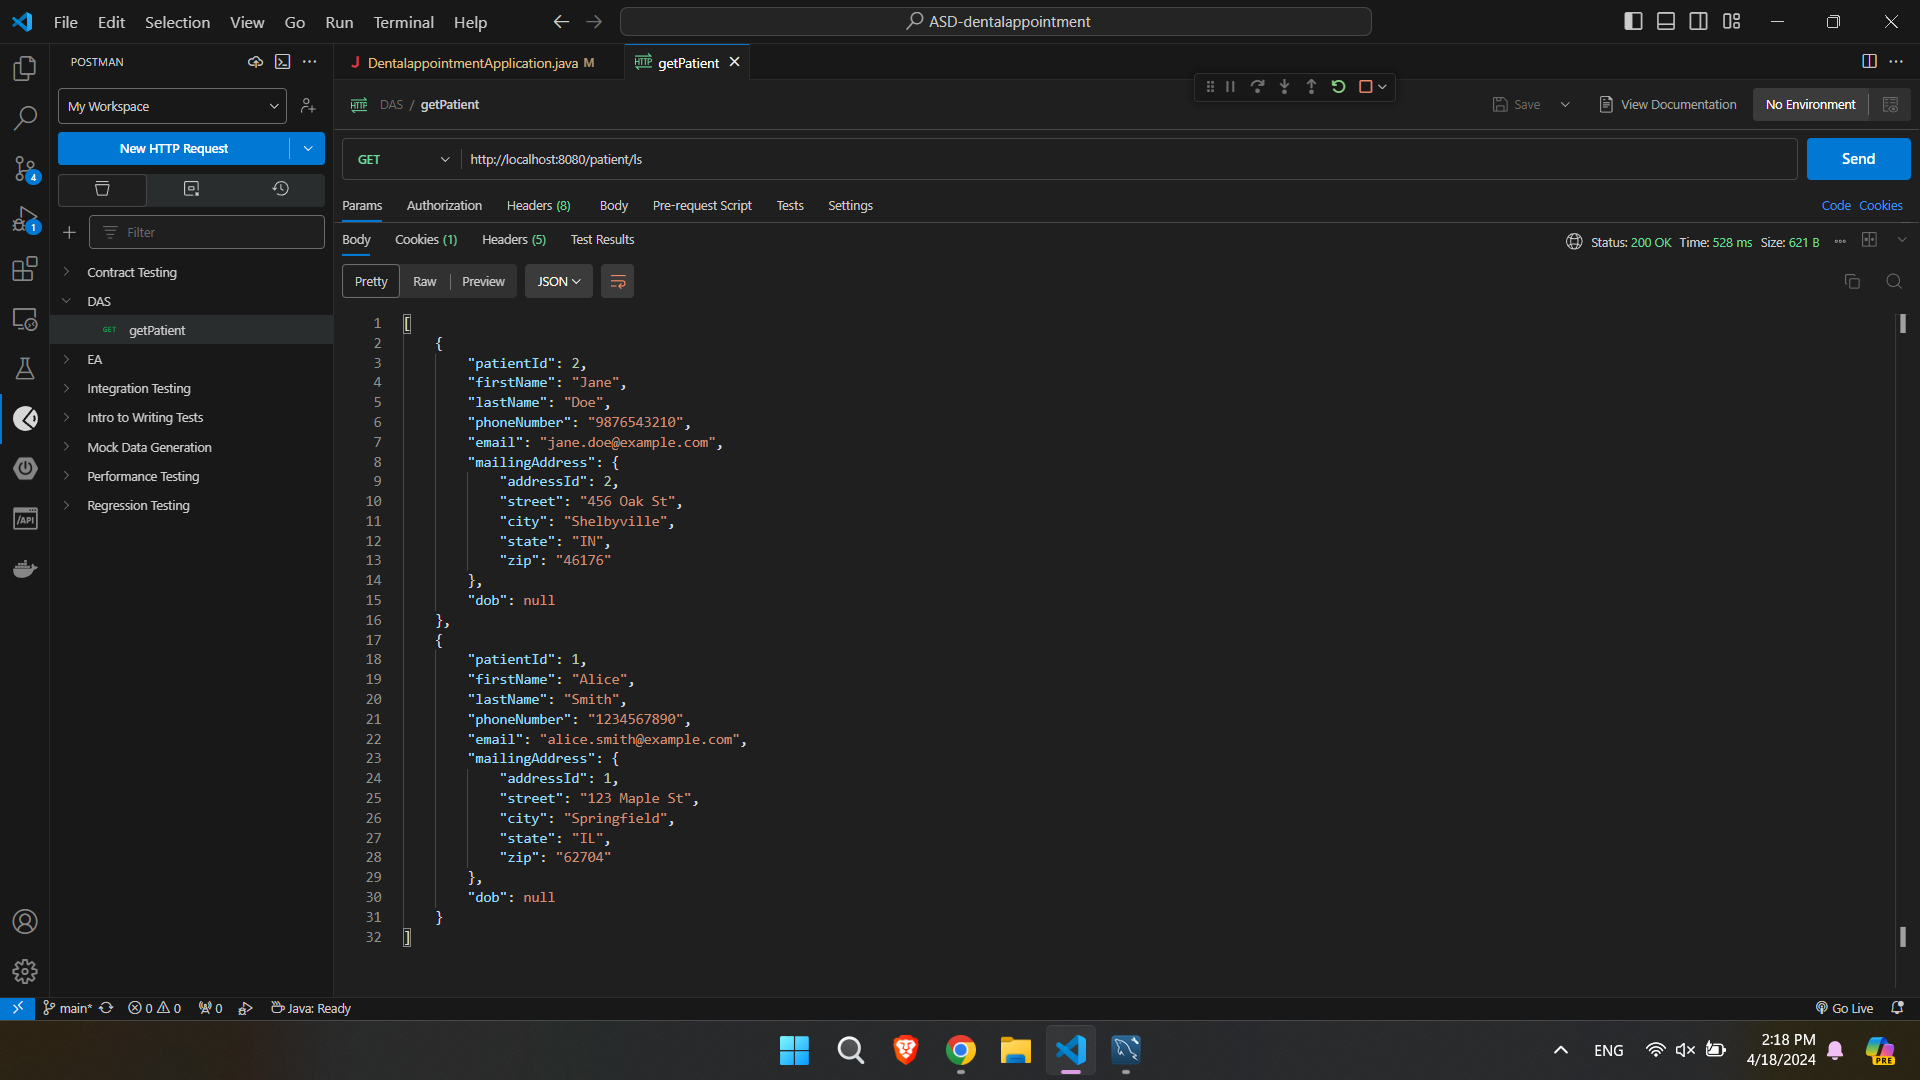 File Edit Selection View Go Run Terminal Help
ASD-dentalappointment
POSTMAN
DentalappointmentApplication.java M
getPatient
My Workspace
DAS / getPatient
Save
View Documentation
No Environment
New HTTP Request
GET http://localhost:8080/patient/ls
Send
Params Authorization Headers (8) Body Pre-request Script Tests Settings
Code Cookies
Filter
Body Cookies (1) Headers (5) Test Results
Status: 200 OK Time: 528 ms Size: 621 B
Pretty Raw Preview JSON
4
1
Contract Testing
DAS
GET getPatient
EA
Integration Testing
Intro to Writing Tests
Mock Data Generation
Performance Testing
Regression Testing
/API
1 [
2 {
3 "patientId": 2,
4 "firstName": "Jane",
5 "lastName": "Doe",
6 "phoneNumber": "9876543210",
7 "email": "jane.doe@example.com",
8 "mailingAddress": {
9 "addressId": 2,
10 "street": "456 Oak St",
11 "city": "Shelbyville",
12 "state": "IN",
13 "zip": "46176"
14 },
15 "dob": null
16 },
17 {
18 "patientId": 1,
19 "firstName": "Alice",
20 "lastName": "Smith",
21 "phoneNumber": "1234567890",
22 "email": "alice.smith@example.com",
23 "mailingAddress": {
24 "addressId": 1,
25 "street": "123 Maple St",
26 "city": "Springfield",
27 "state": "IL",
28 "zip": "62704"
29 },
30 "dob": null
31 }
32 ]
main* 0 0 0 Java: Ready
Go Live
ENG
2:18 PM
4/18/2024
PRE